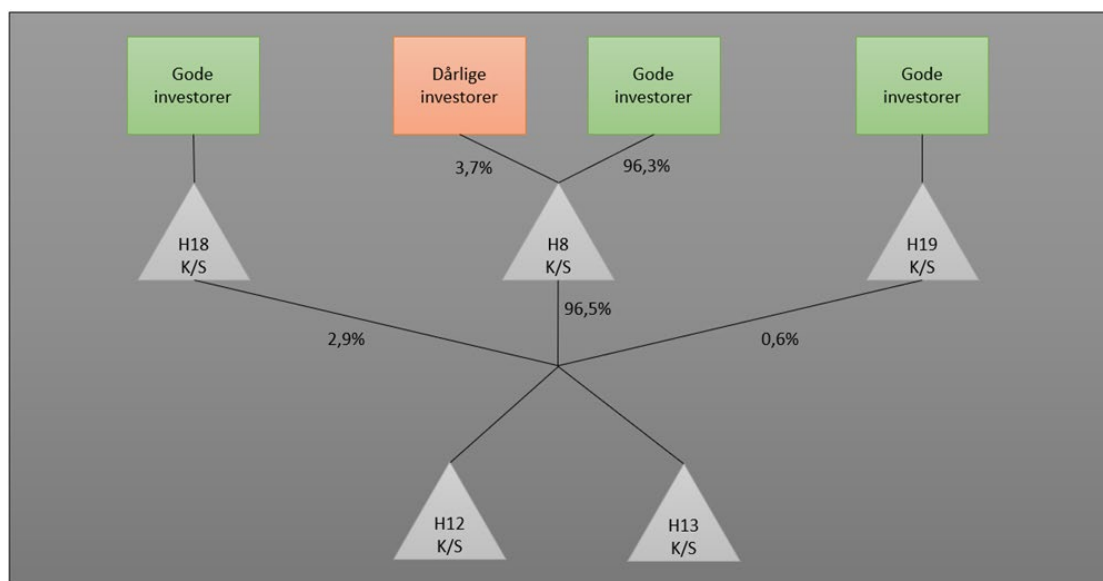 Gode
investorer
Dårlige
investorer
Gode
investorer
Gode
investorer
3,7%
96,3%
H18
K/S
H8
K/S
H19
K/S
96,5%
2,9%
0,6%
H12
K/S
H13
K/S